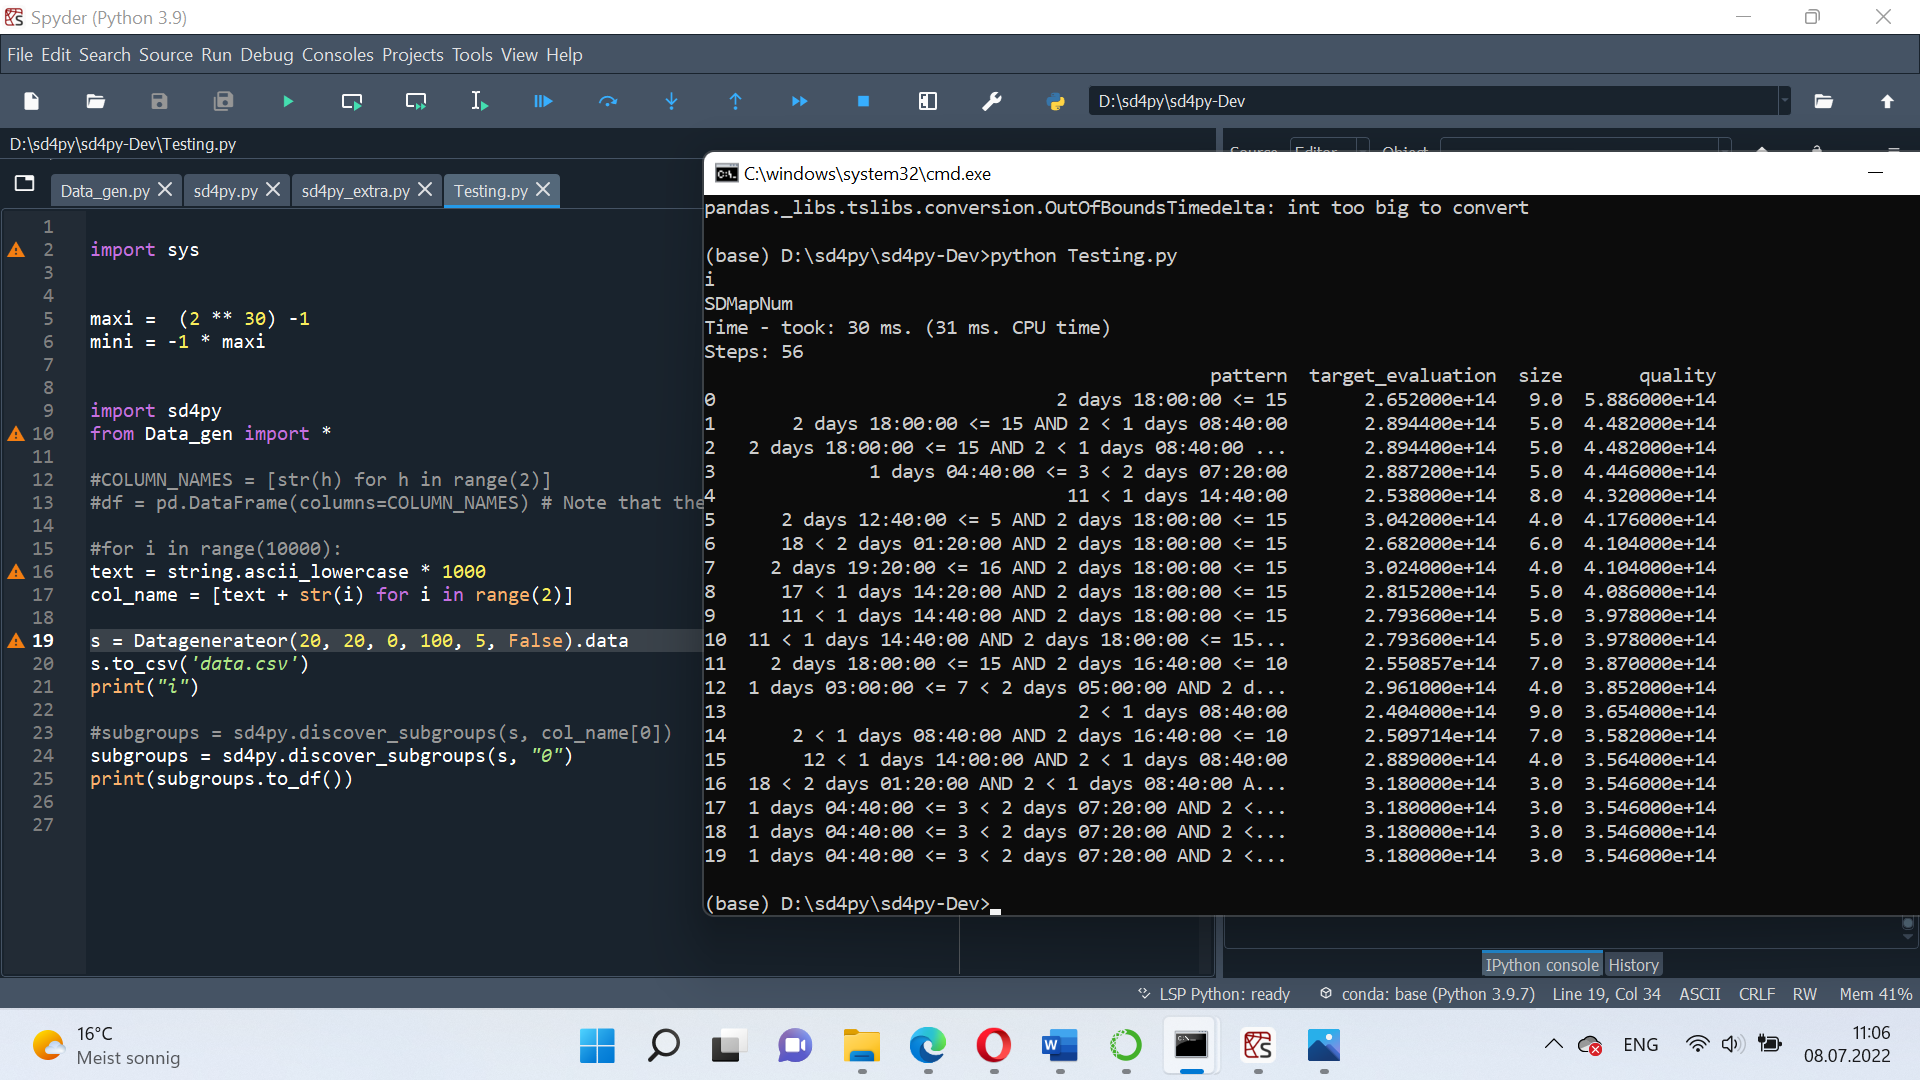 Spyder (Python 3.9)
File Edit Search Source Run Debug Consoles Projects Tools View Help
D:\sd4py\sd4py-Dev
D:\sd4py\sd4py-Dev\Testing.py
Data_gen.py
sd4py.py
sd4py_extra.py
Testing.py
1
2 import sys
3
4
5 maxi =  (2 ** 30) -1
6 mini = -1 * maxi
7
8
9 import sd4py
10 from Data_gen import *
11
12 #COLUMN_NAMES = [str(h) for h in range(2)]
13 #df = pd.DataFrame(columns=COLUMN_NAMES) # Note that the
14
15 #for i in range(10000):
16 text = string.ascii_lowercase * 1000
17 col_name = [text + str(i) for i in range(2)]
18
19 s = Datagenerateor(20, 20, 0, 100, 5, False).data
20 s.to_csv('data.csv')
21 print("i")
22
23 #subgroups = sd4py.discover_subgroups(s, col_name[0])
24 subgroups = sd4py.discover_subgroups(s, "0")
25 print(subgroups.to_df())
26
27
Source Editor Object
C:\windows\system32\cmd.exe
pandas._libs.tslibs.conversion.OutOfBoundsTimedelta: int too big to convert
(base) D:\sd4py\sd4py-Dev>python Testing.py
i
SDMapNum
Time - took: 30 ms. (31 ms. CPU time)
Steps: 56
pattern target_evaluation size quality
0 2 days 18:00:00 <= 15 2.652000e+14 9.0 5.886000e+14
1 2 days 18:00:00 <= 15 AND 2 < 1 days 08:40:00 2.894400e+14 5.0 4.482000e+14
2 2 days 18:00:00 <= 15 AND 2 < 1 days 08:40:00 ... 2.894400e+14 5.0 4.482000e+14
3 1 days 04:40:00 <= 3 < 2 days 07:20:00 2.887200e+14 5.0 4.446000e+14
4 11 < 1 days 14:40:00 2.538000e+14 8.0 4.320000e+14
5 2 days 12:40:00 <= 5 AND 2 days 18:00:00 <= 15 3.042000e+14 4.0 4.176000e+14
6 18 < 2 days 01:20:00 AND 2 days 18:00:00 <= 15 2.682000e+14 6.0 4.104000e+14
7 2 days 19:20:00 <= 16 AND 2 days 18:00:00 <= 15 3.024000e+14 4.0 4.104000e+14
8 17 < 1 days 14:20:00 AND 2 days 18:00:00 <= 15 2.815200e+14 5.0 4.086000e+14
9 11 < 1 days 14:40:00 AND 2 days 18:00:00 <= 15 2.793600e+14 5.0 3.978000e+14
10 11 < 1 days 14:40:00 AND 2 days 18:00:00 <= 15... 2.793600e+14 5.0 3.978000e+14
11 2 days 18:00:00 <= 15 AND 2 days 16:40:00 <= 10 2.550857e+14 7.0 3.870000e+14
12 1 days 03:00:00 <= 7 < 2 days 05:00:00 AND 2 d... 2.961000e+14 4.0 3.852000e+14
13 2 < 1 days 08:40:00 2.404000e+14 9.0 3.654000e+14
14 2 < 1 days 08:40:00 AND 2 days 16:40:00 <= 10 2.509714e+14 7.0 3.582000e+14
15 12 < 1 days 14:00:00 AND 2 < 1 days 08:40:00 2.889000e+14 4.0 3.564000e+14
16 18 < 2 days 01:20:00 AND 2 < 1 days 08:40:00 A... 3.180000e+14 3.0 3.546000e+14
17 1 days 04:40:00 <= 3 < 2 days 07:20:00 AND 2 <... 3.180000e+14 3.0 3.546000e+14
18 1 days 04:40:00 <= 3 < 2 days 07:20:00 AND 2 <... 3.180000e+14 3.0 3.546000e+14
19 1 days 04:40:00 <= 3 < 2 days 07:20:00 AND 2 <... 3.180000e+14 3.0 3.546000e+14
(base) D:\sd4py\sd4py-Dev>
IPython console History
LSP Python: ready conda: base (Python 3.9.7) Line 19, Col 34 ASCII CRLF RW Mem 41%
16°C
Meist sonnig
ENG
11:06
08.07.2022